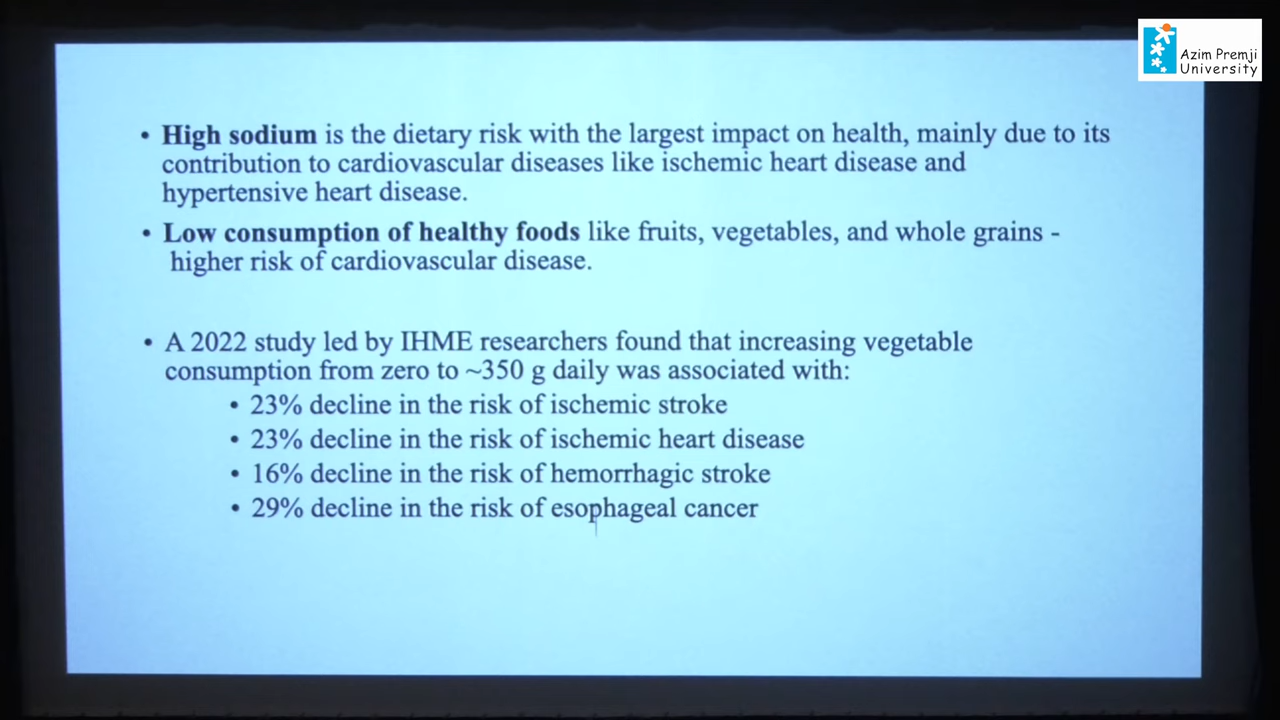 Azim Premji
University
• High sodium is the dietary risk with the largest impact on health, mainly due to its
contribution to cardiovascular diseases like ischemic heart disease and
hypertensive heart disease.
• Low consumption of healthy foods like fruits, vegetables, and whole grains -
higher risk of cardiovascular disease.
• A 2022 study led by IHME researchers found that increasing vegetable
consumption from zero to ~350 g daily was associated with:
• 23% decline in the risk of ischemic stroke
• 23% decline in the risk of ischemic heart disease
• 16% decline in the risk of hemorrhagic stroke
• 29% decline in the risk of esophageal cancer